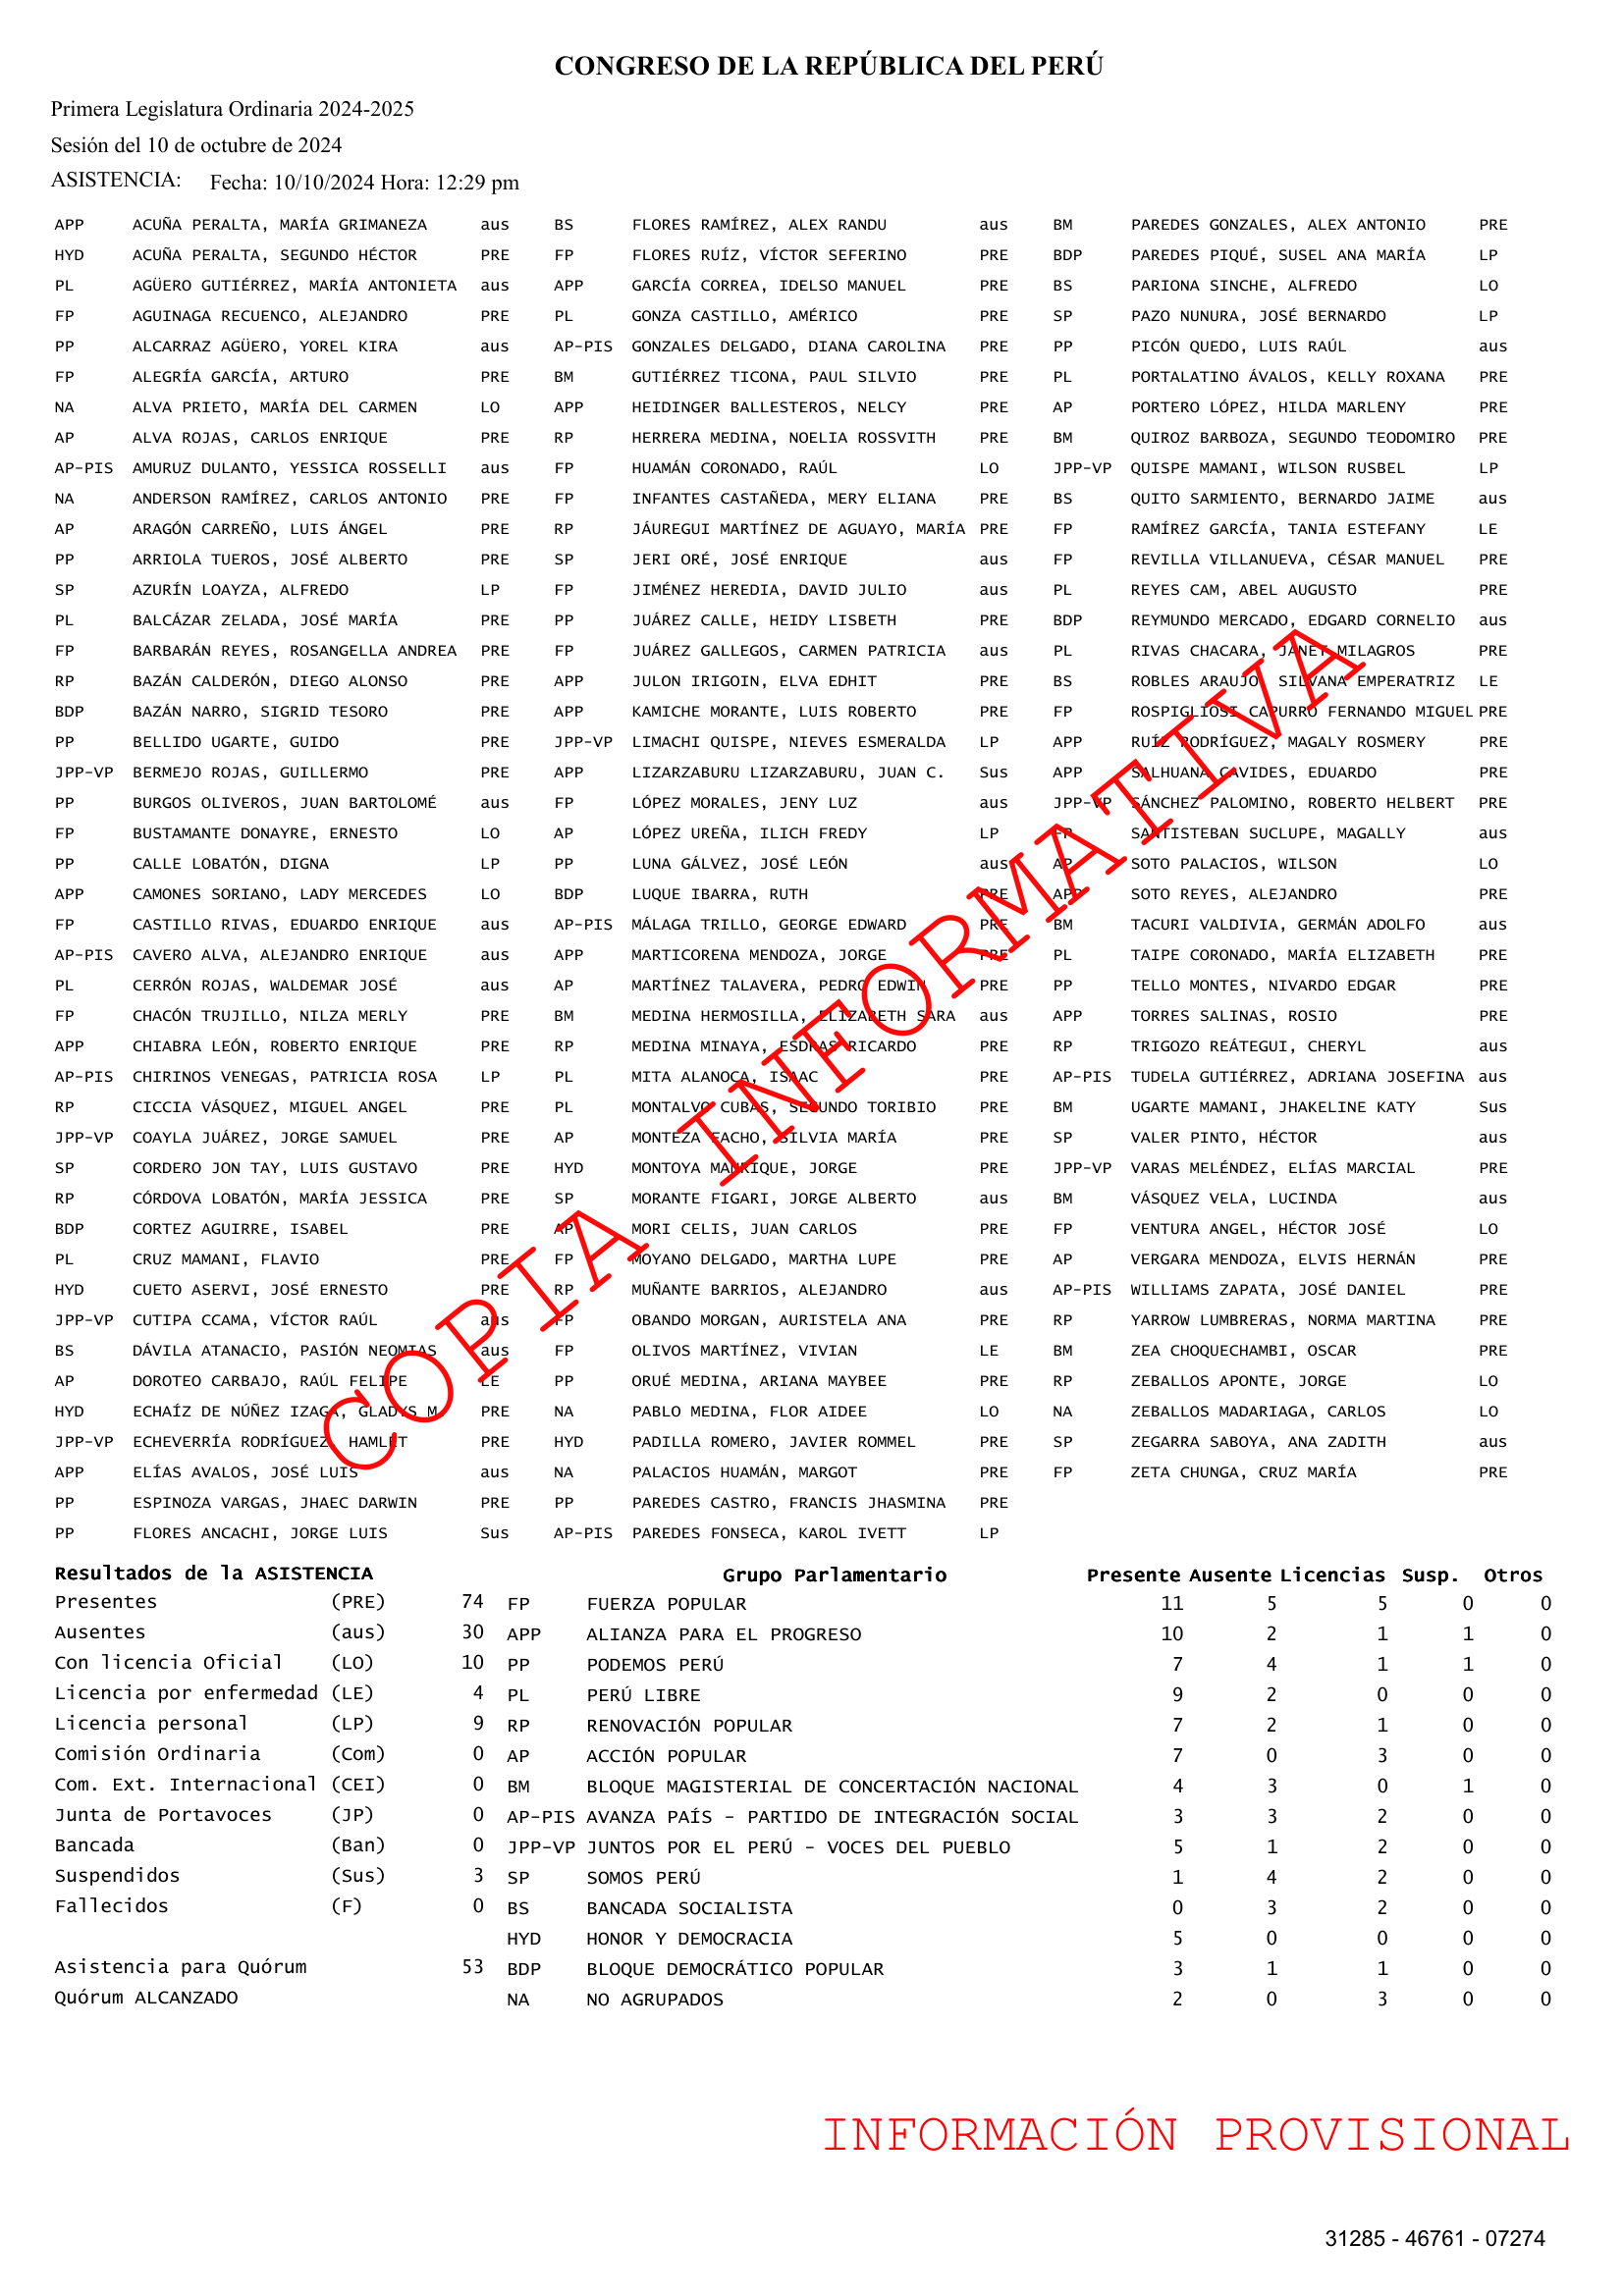 CONGRESO DE LA REPÚBLICA DEL PERÚ
Primera Legislatura Ordinaria 2024-2025
Sesión del 10 de octubre de 2024
ASISTENCIA: Fecha: 10/10/2024 Hora: 12:29 pm
APP ACUÑA PERALTA, MARÍA GRIMANEZA aus BS FLORES RAMÍREZ, ALEX RANDU aus BM PAREDES GONZALES, ALEX ANTONIO PRE
HYD ACUÑA PERALTA, SEGUNDO HÉCTOR PRE FP FLORES RUÍZ, VÍCTOR SEFERINO PRE BDP PAREDES PIQUÉ, SUSEL ANA MARÍA LP
PL AGÜERO GUTIÉRREZ, MARÍA ANTONIETA aus APP GARCÍA CORREA, IDELSO MANUEL PRE BS PARIONA SINCHE, ALFREDO LO
FP AGUINAGA RECUENCO, ALEJANDRO PRE PL GONZA CASTILLO, AMÉRICO PRE SP PAZO NUNURA, JOSÉ BERNARDO LP
PP ALCARRAZ AGÜERO, YOREL KIRA aus AP-PIS GONZALES DELGADO, DIANA CAROLINA PRE PP PICÓN QUEDO, LUIS RAÚL aus
FP ALEGRÍA GARCÍA, ARTURO PRE BM GUTIÉRREZ TICONA, PAUL SILVIO PRE PL PORTALATINO ÁVALOS, KELLY ROXANA PRE
NA ALVA PRIETO, MARÍA DEL CARMEN LO APP HEIDINGER BALLESTEROS, NELCY PRE AP PORTERO LÓPEZ, HILDA MARLENY PRE
AP ALVA ROJAS, CARLOS ENRIQUE PRE RP HERRERA MEDINA, NOELIA ROSSVITH PRE BM QUIROZ BARBOZA, SEGUNDO TEODOMIRO PRE
AP-PIS AMURUZ DULANTO, YESSICA ROSSELLI aus FP HUAMÁN CORONADO, RAÚL LO JPP-VP QUISPE MAMANI, WILSON RUSBEL LP
NA ANDERSON RAMÍREZ, CARLOS ANTONIO PRE FP INFANTES CASTAÑEDA, MERY ELIANA PRE BS QUITO SARMIENTO, BERNARDO JAIME aus
AP ARAGÓN CARREÑO, LUIS ÁNGEL PRE RP JÁUREGUI MARTÍNEZ DE AGUAYO, MARÍA PRE FP RAMÍREZ GARCÍA, TANIA ESTEFANY LE
PP ARRIOLA TUEROS, JOSÉ ALBERTO PRE SP JERI ORÉ, JOSÉ ENRIQUE aus FP REVILLA VILLANUEVA, CÉSAR MANUEL PRE
SP AZURÍN LOAYZA, ALFREDO LP FP JIMÉNEZ HEREDIA, DAVID JULIO aus PL REYES CAM, ABEL AUGUSTO PRE
PL BALCÁZAR ZELADA, JOSÉ MARÍA PRE PP JUÁREZ CALLE, HEIDY LISBETH PRE BDP REYMUNDO MERCADO, EDGARD CORNELIO aus
FP BARBARÁN REYES, ROSANGELLA ANDREA PRE FP JUÁREZ GALLEGOS, CARMEN PATRICIA aus PL RIVAS CHACARA, JANET MILAGROS PRE
RP BAZÁN CALDERÓN, DIEGO ALONSO PRE APP JULON IRIGOIN, ELVA EDHIT PRE BS ROBLES ARAUJO, SILVANA EMPERATRIZ LE
BDP BAZÁN NARRO, SIGRID TESORO PRE APP KAMICHE MORANTE, LUIS ROBERTO PRE FP ROSPIGLIOSI CAPURRO FERNANDO MIGUEL PRE
PP BELLIDO UGARTE, GUIDO PRE JPP-VP LIMACHI QUISPE, NIEVES ESMERALDA LP APP RUÍZ RODRÍGUEZ, MAGALY ROSMERY PRE
JPP-VP BERMEJO ROJAS, GUILLERMO PRE APP LIZARZABURU LIZARZABURU, JUAN C. Sus APP SALHUANA CAVIDES, EDUARDO PRE
PP BURGOS OLIVEROS, JUAN BARTOLOMÉ aus FP LÓPEZ MORALES, JENY LUZ aus JPP-VP SÁNCHEZ PALOMINO, ROBERTO HELBERT PRE
FP BUSTAMANTE DONAYRE, ERNESTO LO AP LÓPEZ UREÑA, ILICH FREDY LP FP SANTISTEBAN SUCLUPE, MAGALLY aus
PP CALLE LOBATÓN, DIGNA LP PP LUNA GÁLVEZ, JOSÉ LEÓN aus AP SOTO PALACIOS, WILSON LO
APP CAMONES SORIANO, LADY MERCEDES LO BDP LUQUE IBARRA, RUTH PRE APP SOTO REYES, ALEJANDRO PRE
FP CASTILLO RIVAS, EDUARDO ENRIQUE aus AP-PIS MÁLAGA TRILLO, GEORGE EDWARD PRE BM TACURI VALDIVIA, GERMÁN ADOLFO aus
AP-PIS CAVERO ALVA, ALEJANDRO ENRIQUE aus APP MARTICORENA MENDOZA, JORGE PRE PL TAIPE CORONADO, MARÍA ELIZABETH PRE
PL CERRÓN ROJAS, WALDEMAR JOSÉ aus AP MARTÍNEZ TALAVERA, PEDRO EDWIN PRE PP TELLO MONTES, NIVARDO EDGAR PRE
FP CHACÓN TRUJILLO, NILZA MERLY PRE BM MEDINA HERMOSILLA, ELIZABETH SARA aus APP TORRES SALINAS, ROSIO PRE
APP CHIABRA LEÓN, ROBERTO ENRIQUE PRE RP MEDINA MINAYA, ESDRAS RICARDO PRE RP TRIGOZO REÁTEGUI, CHERYL aus
AP-PIS CHIRINOS VENEGAS, PATRICIA ROSA LP PL MITA ALANOCA, ISAAC PRE AP-PIS TUDELA GUTIÉRREZ, ADRIANA JOSEFINA aus
RP CICCIA VÁSQUEZ, MIGUEL ANGEL PRE PL MONTALVO CUBAS, SEGUNDO TORIBIO PRE BM UGARTE MAMANI, JHAKELINE KATY Sus
JPP-VP COAYLA JUÁREZ, JORGE SAMUEL PRE AP MONTEZA FACHO, SILVIA MARÍA PRE SP VALER PINTO, HÉCTOR aus
SP CORDERO JON TAY, LUIS GUSTAVO PRE HYD MONTOYA MANRIQUE, JORGE PRE JPP-VP VARAS MELÉNDEZ, ELÍAS MARCIAL PRE
RP CÓRDOVA LOBATÓN, MARÍA JESSICA PRE SP MORANTE FIGARI, JORGE ALBERTO aus BM VÁSQUEZ VELA, LUCINDA aus
BDP CORTEZ AGUIRRE, ISABEL PRE AP MORI CELIS, JUAN CARLOS PRE FP VENTURA ANGEL, HÉCTOR JOSÉ LO
PL CRUZ MAMANI, FLAVIO PRE FP MOYANO DELGADO, MARTHA LUPE PRE AP VERGARA MENDOZA, ELVIS HERNÁN PRE
HYD CUETO ASERVI, JOSÉ ERNESTO PRE RP MUÑANTE BARRIOS, ALEJANDRO aus AP-PIS WILLIAMS ZAPATA, JOSÉ DANIEL PRE
JPP-VP CUTIPA CCAMA, VÍCTOR RAÚL aus FP OBANDO MORGAN, AURISTELA ANA PRE RP YARROW LUMBRERAS, NORMA MARTINA PRE
BS DÁVILA ATANACIO, PASIÓN NEOMIAS aus FP OLIVOS MARTÍNEZ, VIVIAN LE BM ZEA CHOQUECHAMBI, OSCAR PRE
AP DOROTEO CARBAJO, RAÚL FELIPE LE PP ORUÉ MEDINA, ARIANA MAYBEE PRE RP ZEBALLOS APONTE, JORGE LO
HYD ECHAÍZ DE NÚÑEZ IZAGA, GLADYS M. PRE NA PABLO MEDINA, FLOR AIDEE LO NA ZEBALLOS MADARIAGA, CARLOS LO
JPP-VP ECHEVERRÍA RODRÍGUEZ, HAMLET PRE HYD PADILLA ROMERO, JAVIER ROMMEL PRE SP ZEGARRA SABOYA, ANA ZADITH aus
APP ELÍAS AVALOS, JOSÉ LUIS aus NA PALACIOS HUAMÁN, MARGOT PRE FP ZETA CHUNGA, CRUZ MARÍA PRE
PP ESPINOZA VARGAS, JHAEC DARWIN PRE PP PAREDES CASTRO, FRANCIS JHASMINA PRE
PP FLORES ANCACHI, JORGE LUIS Sus AP-PIS PAREDES FONSECA, KAROL IVETT LP
COPIA INFORMATIVA
Resultados de la ASISTENCIA Grupo Parlamentario Presente Ausente Licencias Susp. Otros
Presentes (PRE) 74 FP FUERZA POPULAR 11 5 5 0 0
Ausentes (aus) 30 APP ALIANZA PARA EL PROGRESO 10 2 1 1 0
Con licencia Oficial (LO) 10 PP PODEMOS PERÚ 7 4 1 1 0
Licencia por enfermedad (LE) 4 PL PERÚ LIBRE 9 2 0 0 0
Licencia personal (LP) 9 RP RENOVACIÓN POPULAR 7 2 1 0 0
Comisión Ordinaria (Com) 0 AP ACCIÓN POPULAR 7 0 3 0 0
Com. Ext. Internacional (CEI) 0 BM BLOQUE MAGISTERIAL DE CONCERTACIÓN NACIONAL 4 3 0 1 0
Junta de Portavoces (JP) 0 AP-PIS AVANZA PAÍS - PARTIDO DE INTEGRACIÓN SOCIAL 3 3 2 0 0
Bancada (Ban) 0 JPP-VP JUNTOS POR EL PERÚ - VOCES DEL PUEBLO 5 1 2 0 0
Suspendidos (Sus) 3 SP SOMOS PERÚ 1 4 2 0 0
Fallecidos (F) 0 BS BANCADA SOCIALISTA 0 3 2 0 0
HYD HONOR Y DEMOCRACIA 5 0 0 0 0
Asistencia para Quórum 53 BDP BLOQUE DEMOCRÁTICO POPULAR 3 1 1 0 0
Quórum ALCANZADO NA NO AGRUPADOS 2 0 3 0 0
INFORMACIÓN PROVISIONAL
31285 - 46761 - 07274